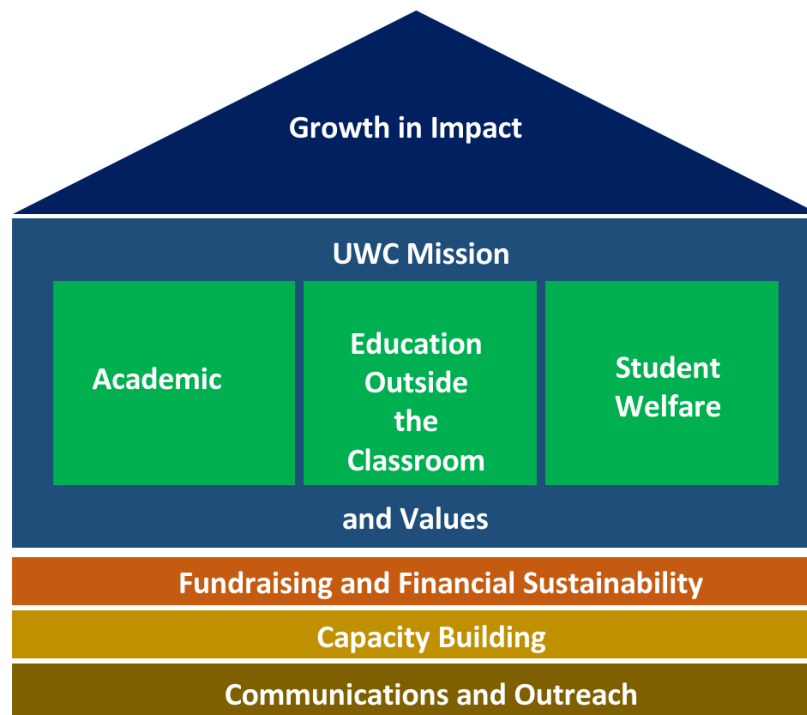 Growth in Impact
UWC Mission
Academic
Education
Outside
the
Classroom
Student
Welfare
and Values
Fundraising and Financial Sustainability
Capacity Building
Communications and Outreach